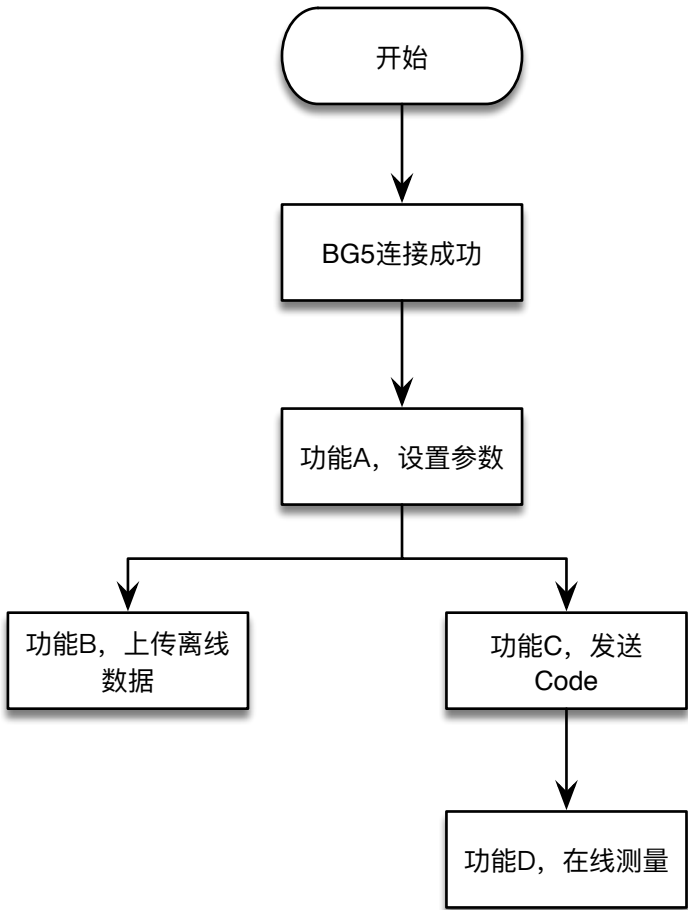 开始
BG5连接成功
功能A，设置参数
功能B，上传离线
数据
功能C，发送
Code
功能D，在线测量